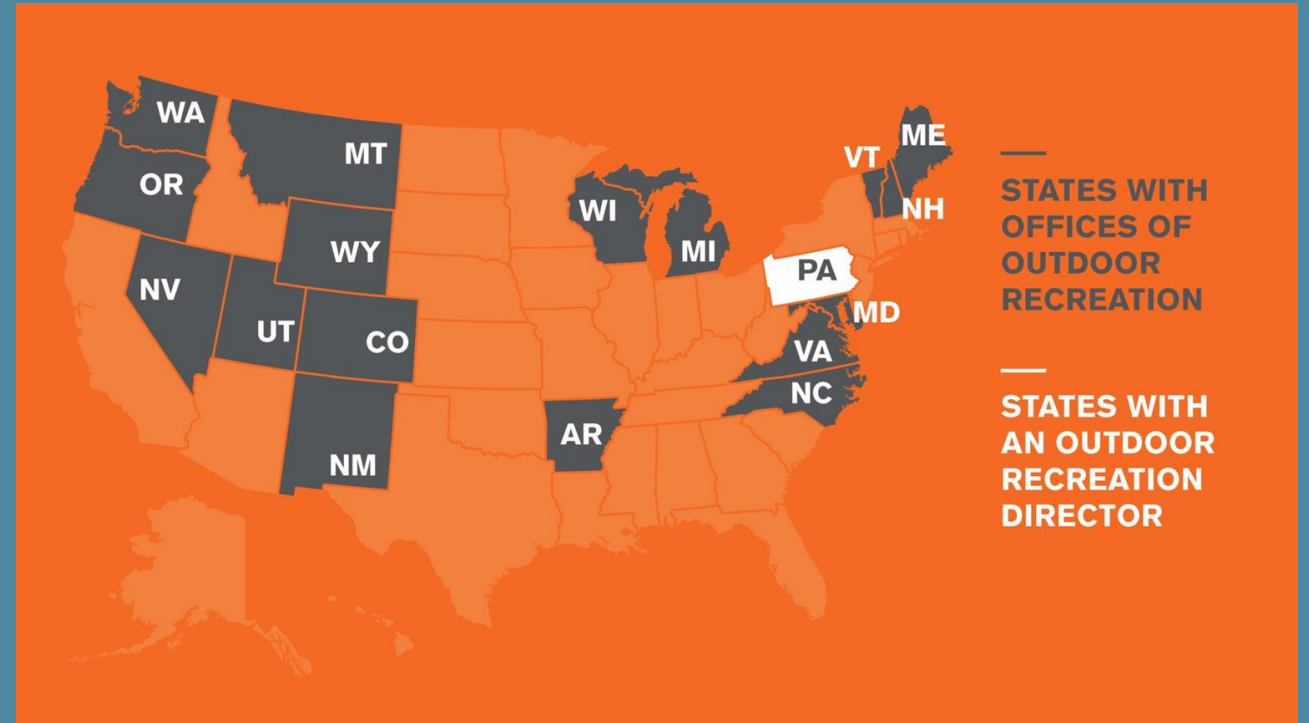 WA
MT
OR
WY
NV
UT
CO
NM
WI
MI
AR
ME
VT
NH
PA
MD
VA
NC
STATES WITH
OFFICES OF
OUTDOOR
RECREATION
STATES WITH
AN OUTDOOR
RECREATION
DIRECTOR